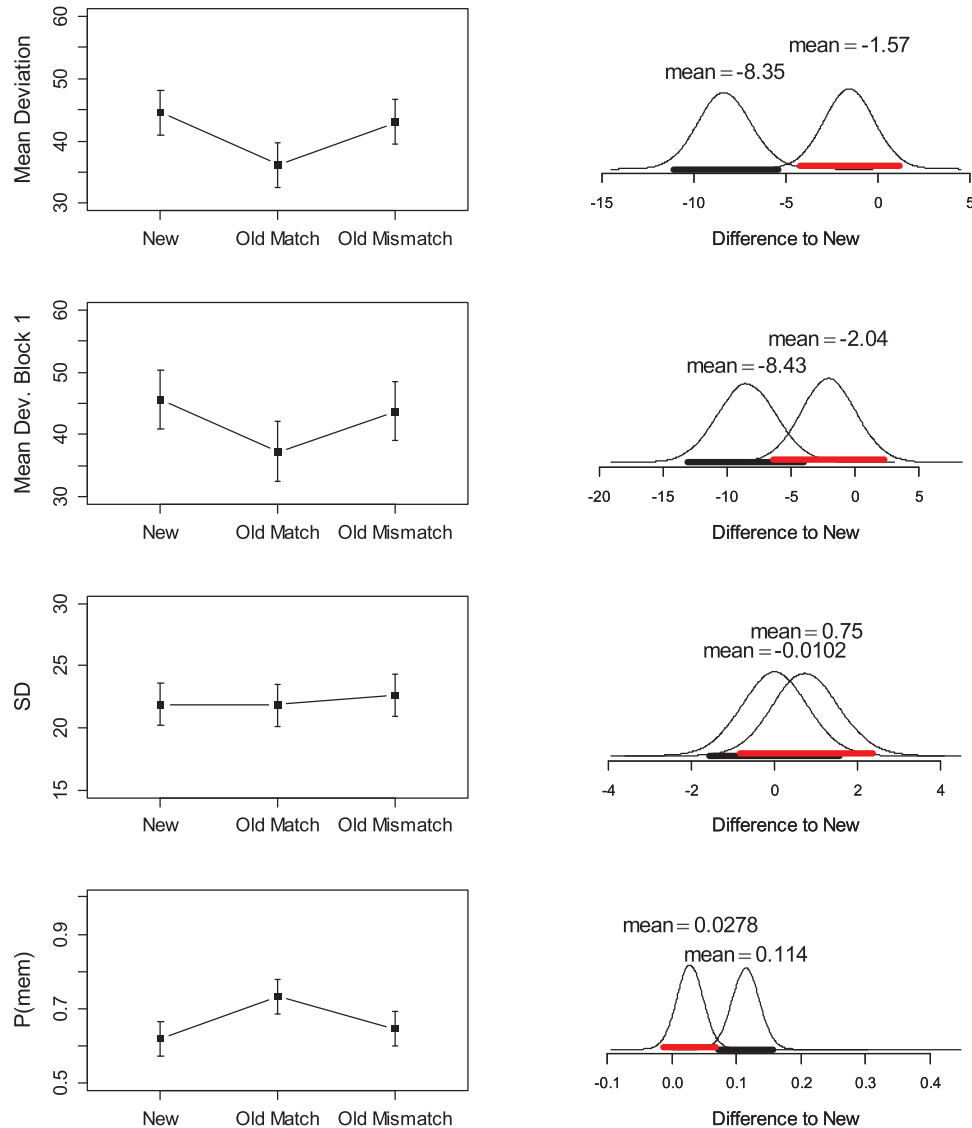 Mean Deviation
60
50
40
30
New Old Match Old Mismatch
mean = -1.57
mean = -8.35
-15 -10 -5 0 5
Difference to New
Mean Dev. Block 1
60
50
40
30
New Old Match Old Mismatch
mean = -2.04
mean = -8.43
-20 -15 -10 -5 0 5
Difference to New
SD
30
25
20
15
New Old Match Old Mismatch
mean = 0.75
mean = -0.0102
-4 -2 0 2 4
Difference to New
P(mem)
0.9
0.7
0.5
New Old Match Old Mismatch
mean = 0.0278
mean = 0.114
-0.1 0.0 0.1 0.2 0.3 0.4
Difference to New